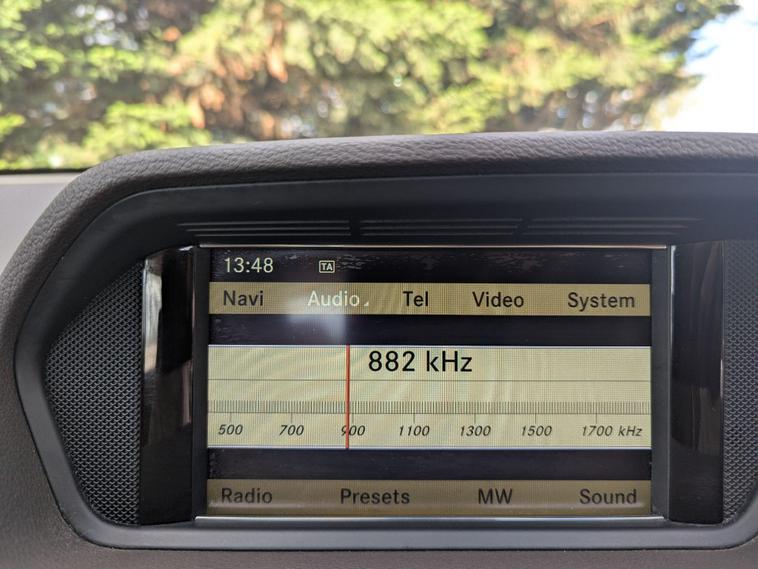 13:48 TA
Navi Audio Tel Video System
882 kHz
500 700 900 1100 1300 1500 1700 kHz
Radio Presets MW Sound